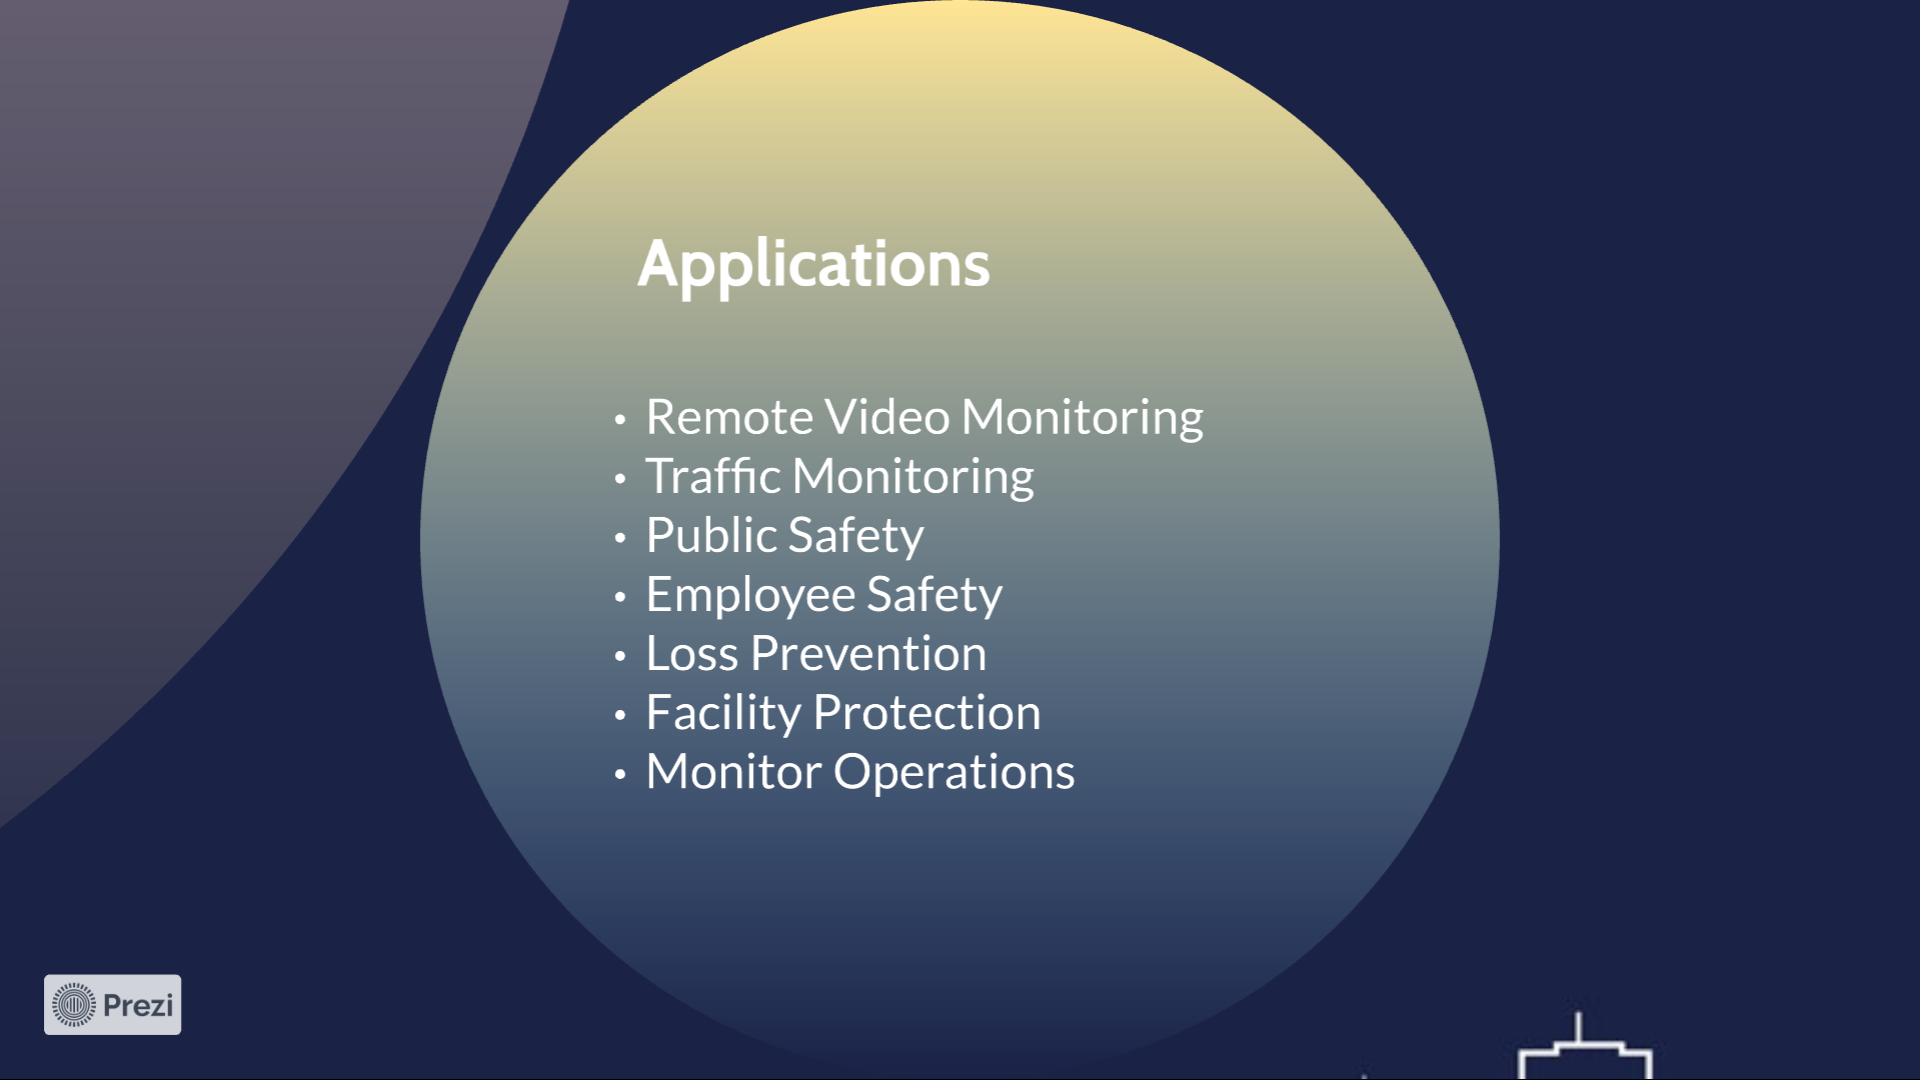 Applications
• Remote Video Monitoring
• Traffic Monitoring
• Public Safety
• Employee Safety
• Loss Prevention
• Facility Protection
• Monitor Operations
Prezi